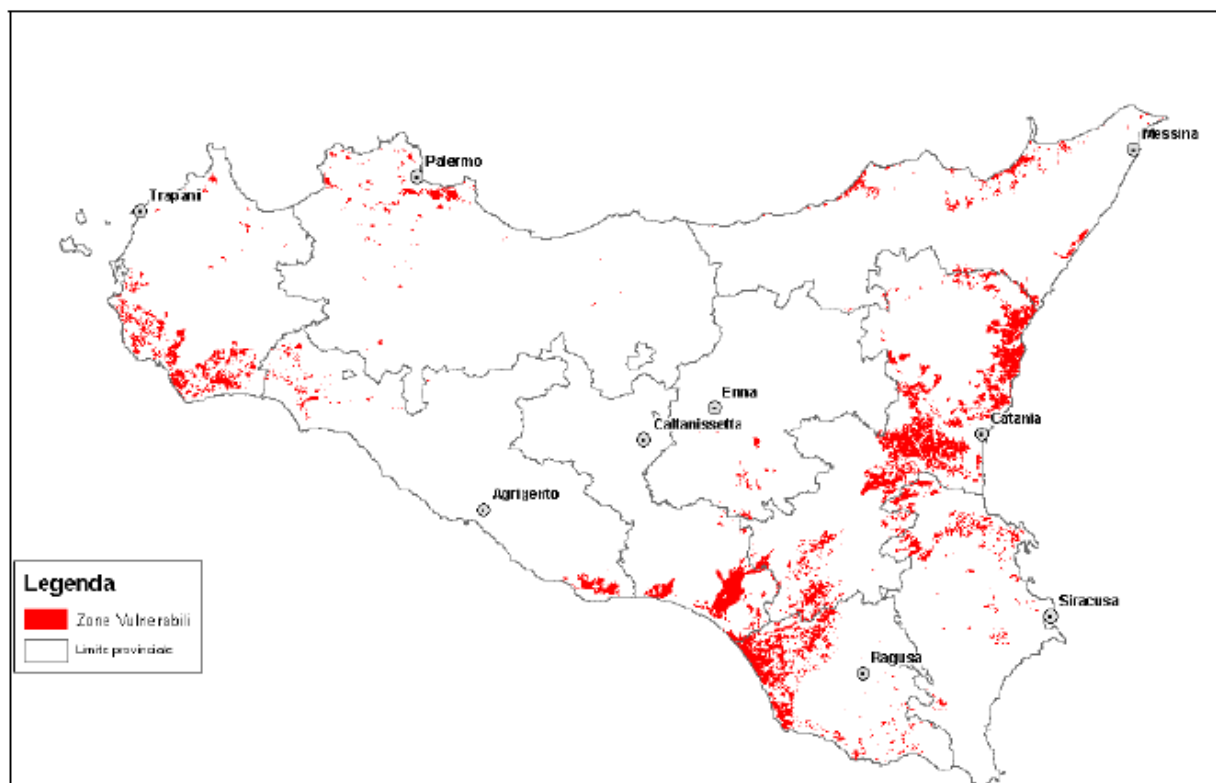 Messina
Palermo
Trapani
Enna
Caltanissetta
Catania
Agrigento
Siracusa
Ragusa
Legenda
Zone Vulnerabili
Limite provinciale